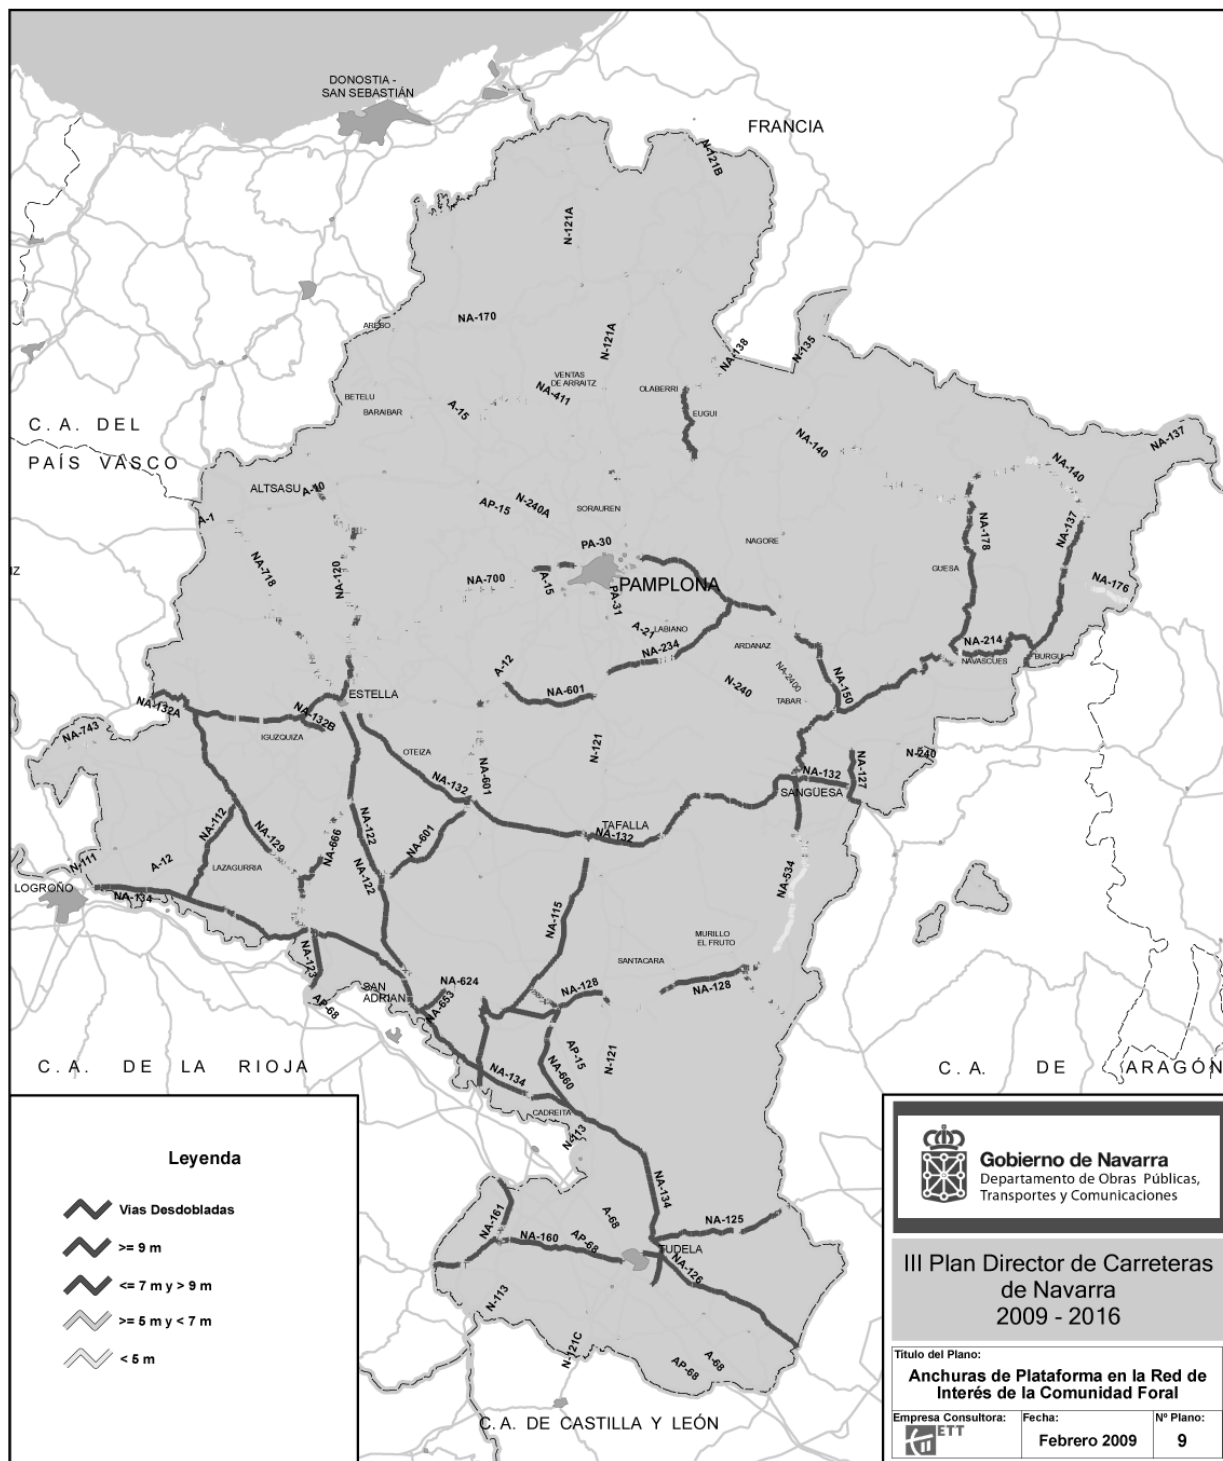 DONOSTIA -
SAN SEBASTIÁN
FRANCIA
N-121B
N-121A
NA-170
ARESO
N-121A
NA-138
N-135
VENTAS
DE ARRAITZ
NA-411
OLABERRI
BETELU
BARAIBAR
A-15
EUGUI
C. A. DEL
PAÍS VASCO
NA-140
NA-137
NA-140
ALTSASU
A-10
AP-15
N-240A
SORAUREN
A-1
NA-178
NA-137
PA-30
NAGORE
NA-718
NA-120
NA-700
A-15
PAMPLONA
GUESA
NA-176
PA-31
A-21
LABIANO
NA-234
ARDANAZ
NA-214
NAVASCUES
BURGUI
A-12
NA-601
N-240
NA-2400
TABAR
NA-150
ESTELLA
NA-132A
NA-132B
IGUZQUIZA
NA-743
OTEIZA
N-121
N-240
NA-132
NA-601
NA-132
NA-127
SANGÜESA
NA-112
NA-129
NA-666
NA-122
NA-601
TAFALLA
NA-132
N-111
A-12
LAZAGURRIA
LOGROÑO
NA-134
NA-122
NA-534
NA-115
MURILLO
EL FRUTO
NA-123
SANTACARA
SAN
ADRIAN
NA-624
NA-653
NA-128
NA-128
AP-68
C. A. DE LA RIOJA
AP-15
N-121
NA-134
NA-660
C. A. DE ARAGÓN
CADREITA
N-113
NA-134
NA-161
NA-160
A-68
AP-68
NA-125
TUDELA
NA-126
N-113
N-121C
A-68
AP-68
C. A. DE CASTILLA Y LEÓN
Leyenda
Vias Desdobladas
>= 9 m
<= 7 m y > 9 m
>= 5 m y < 7 m
< 5 m
Gobierno de Navarra
Departamento de Obras Públicas,
Transportes y Comunicaciones
III Plan Director de Carreteras
de Navarra
2009 - 2016
Titulo del Plano:
Anchuras de Plataforma en la Red de
Interés de la Comunidad Foral
Empresa Consultora:
ETT
Fecha:
Febrero 2009
Nº Plano:
9